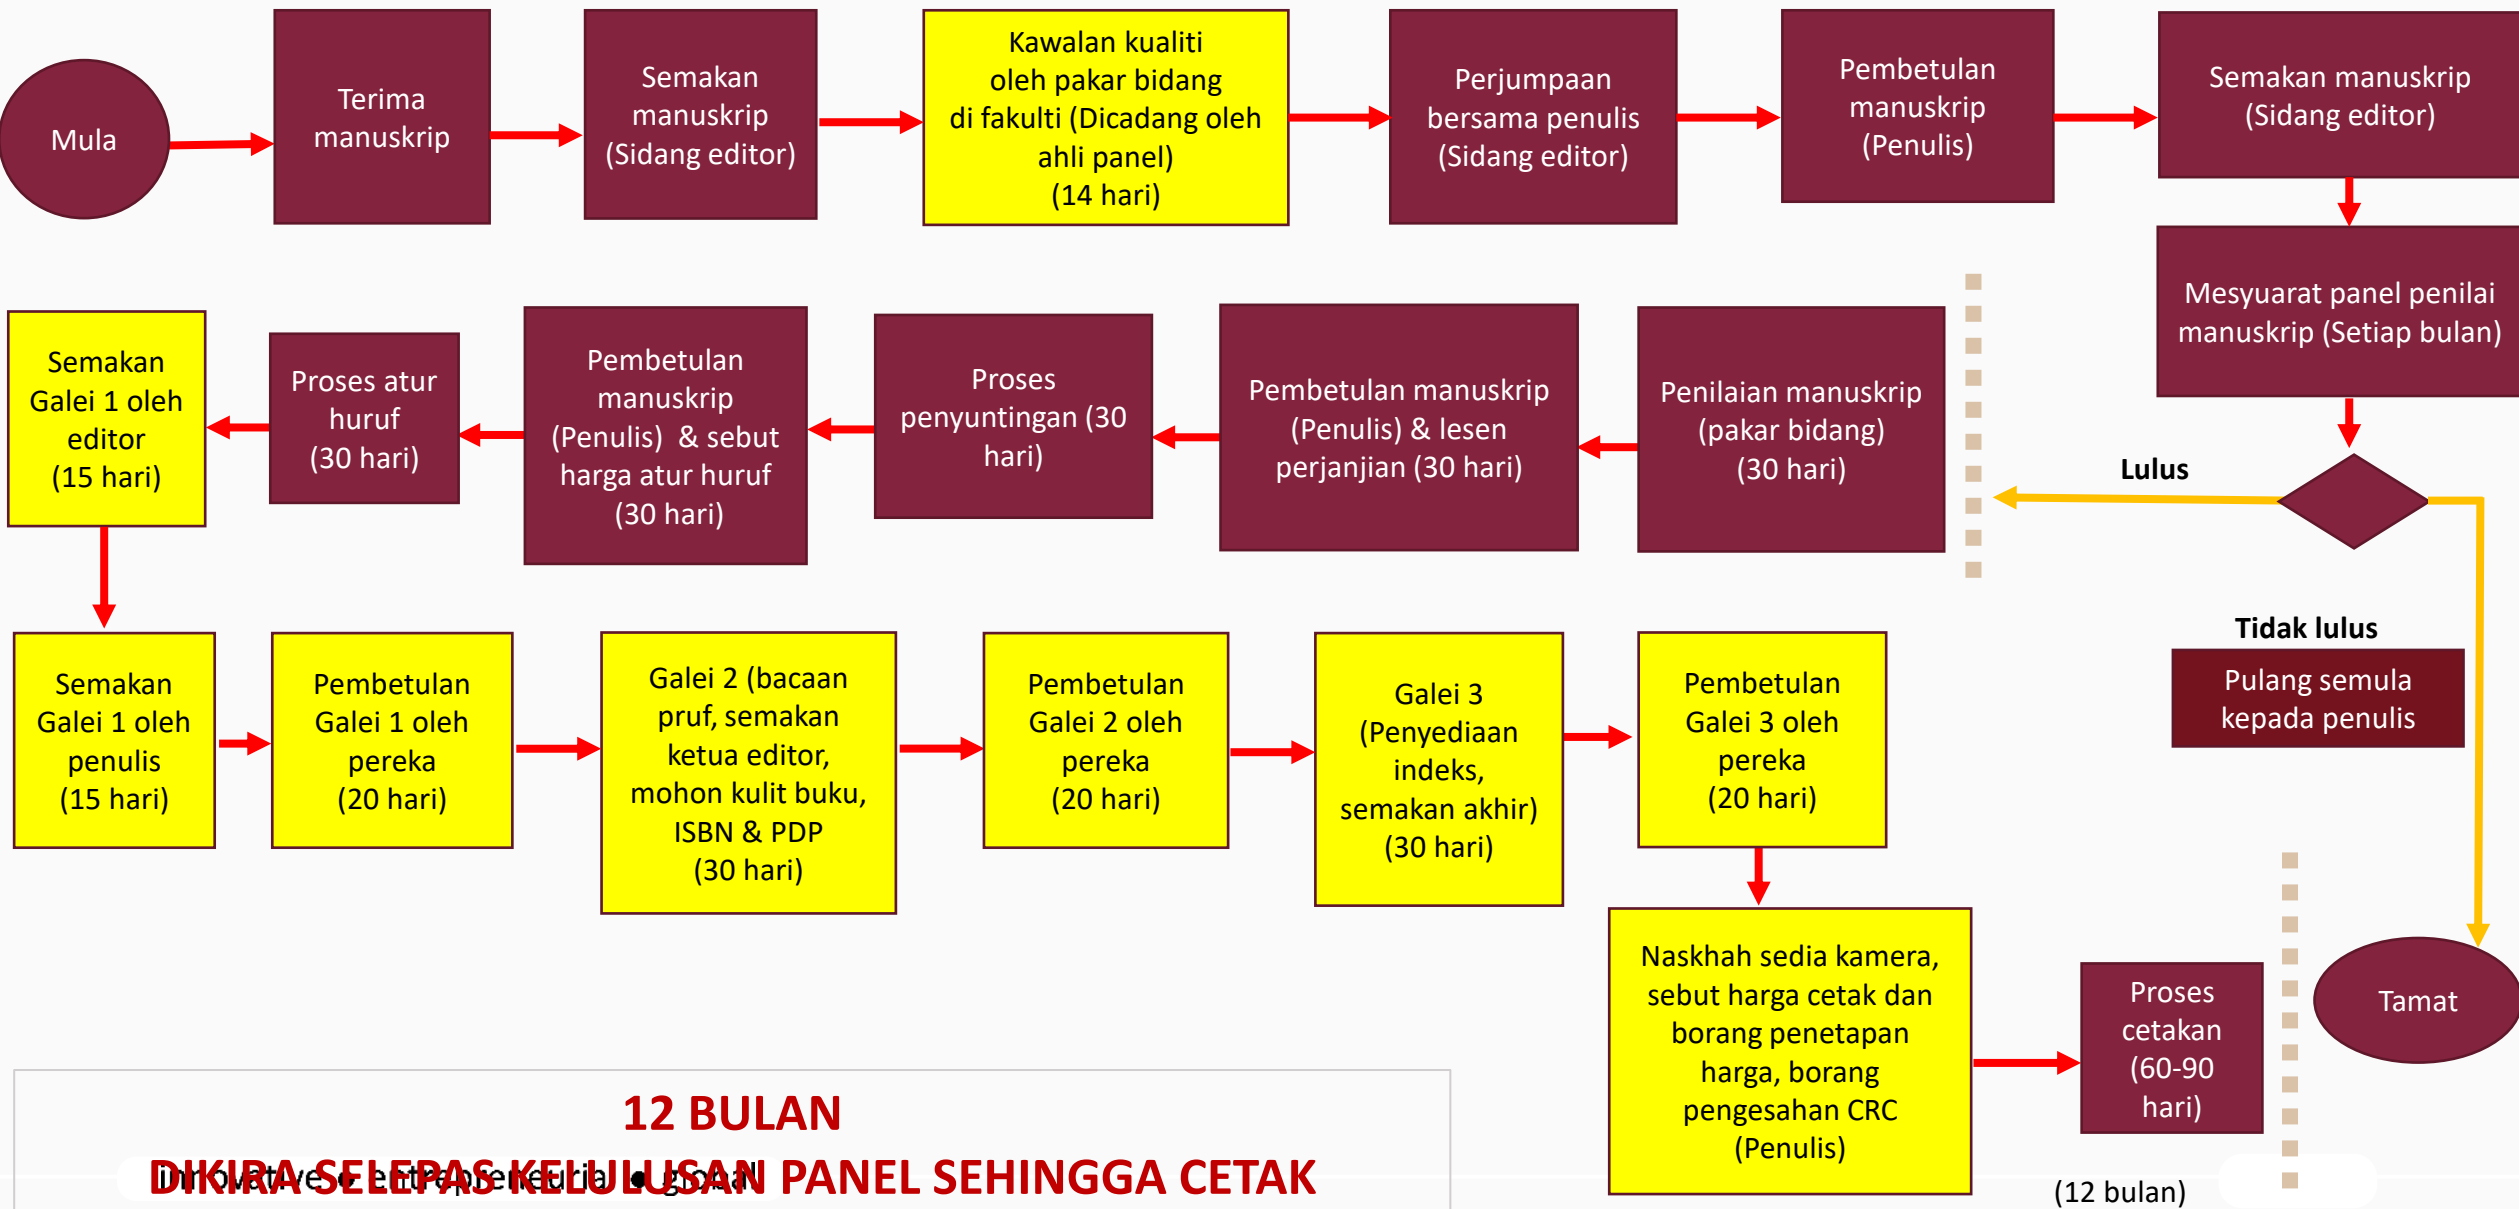 Mula
Terima
manuskrip
Semakan
manuskrip
(Sidang editor)
Kawalan kualiti
oleh pakar bidang
di fakulti (Dicadang oleh
ahli panel)
(14 hari)
Perjumpaan
bersama penulis
(Sidang editor)
Pembetulan
manuskrip
(Penulis)
Semakan manuskrip
(Sidang editor)
Mesyuarat panel penilai
manuskrip (Setiap bulan)
Lulus
Tidak lulus
Pulang semula
kepada penulis
Tamat
Penilaian manuskrip
(pakar bidang)
(30 hari)
Pembetulan manuskrip
(Penulis) & lesen
perjanjian (30 hari)
Proses
penyuntingan (30
hari)
Pembetulan
manuskrip
(Penulis) & sebut
harga atur huruf
(30 hari)
Proses atur
huruf
(30 hari)
Semakan
Galei 1 oleh
editor
(15 hari)
Semakan
Galei 1 oleh
penulis
(15 hari)
Pembetulan
Galei 1 oleh
pereka
(20 hari)
Galei 2 (bacaan
pruf, semakan
ketua editor,
mohon kulit buku,
ISBN & PDP
(30 hari)
Pembetulan
Galei 2 oleh
pereka
(20 hari)
Galei 3
(Penyediaan
indeks,
semakan akhir)
(30 hari)
Pembetulan
Galei 3 oleh
pereka
(20 hari)
Naskhah sedia kamera,
sebut harga cetak dan
borang penetapan
harga, borang
pengesahan CRC
(Penulis)
Proses
cetakan
(60-90
hari)
(12 bulan)
12 BULAN
DIKIRA SELEPAS KELULUSAN PANEL SEHINGGA CETAK
innovative ● entrepreneurial ● global